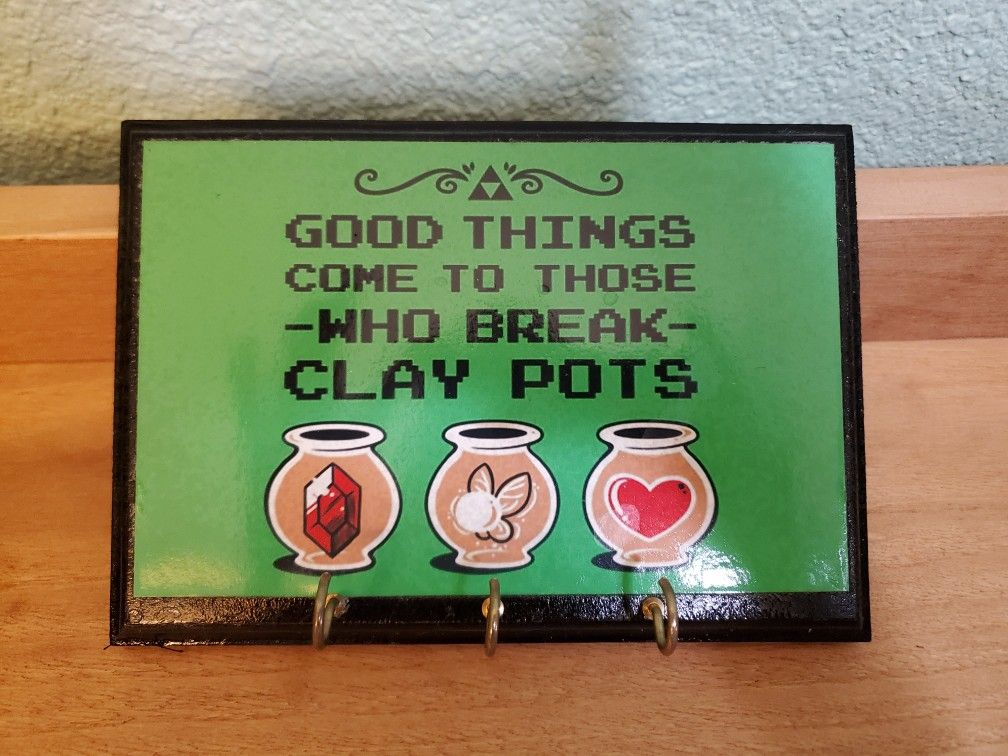 GOOD THINGS
COME TO THOSE
-WHO BREAK-
CLAY POTS